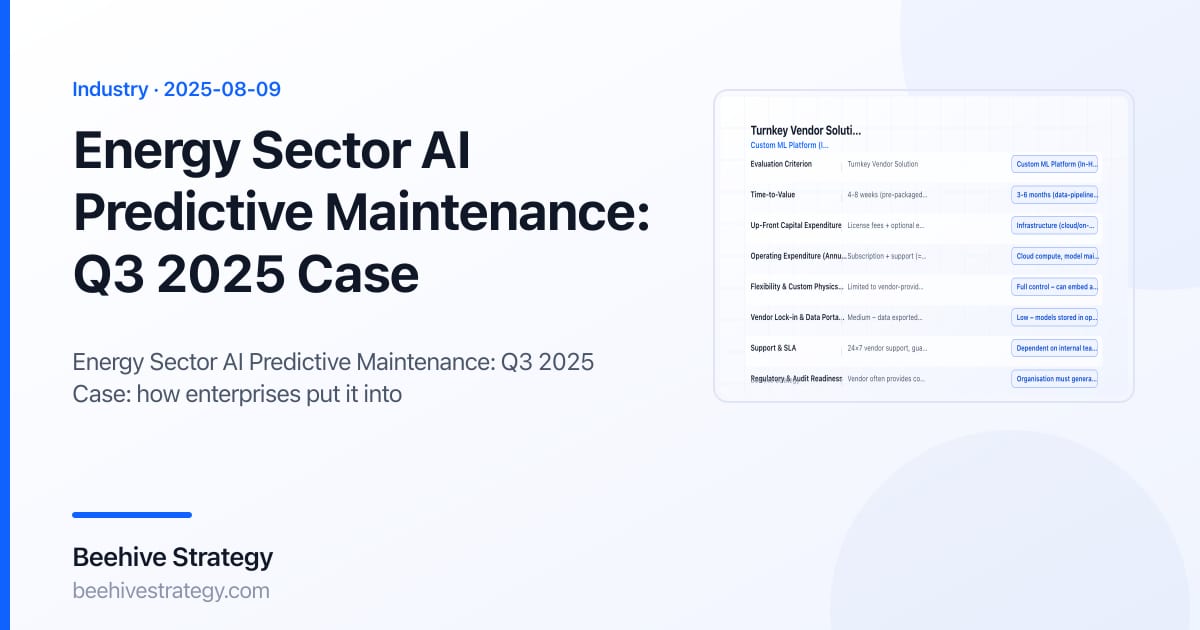 Industry · 2025-08-09
Energy Sector AI
Predictive Maintenance:
Q3 2025 Case
Energy Sector AI Predictive Maintenance: Q3 2025
Case: how enterprises put it into
Beehive Strategy
beehivestrategy.com
Turnkey Vendor Soluti...
Custom ML Platform (I...
Evaluation Criterion Turnkey Vendor Solution Custom ML Platform (In-H...
Time-to-Value 4-8 weeks (pre-packaged... 3-6 months (data-pipeline...
Up-Front Capital Expenditure License fees + optional e... Infrastructure (cloud/on-...
Operating Expenditure (Annu... Subscription + support (≈... Cloud compute, model mai...
Flexibility & Custom Physics... Limited to vendor-provid... Full control – can embed a...
Vendor Lock-in & Data Porta... Medium – data exported... Low – models stored in op...
Support & SLA 24×7 vendor support, gua... Dependent on internal tea...
Regulatory & Audit Readiness Vendor often provides co... Organisation must genera...